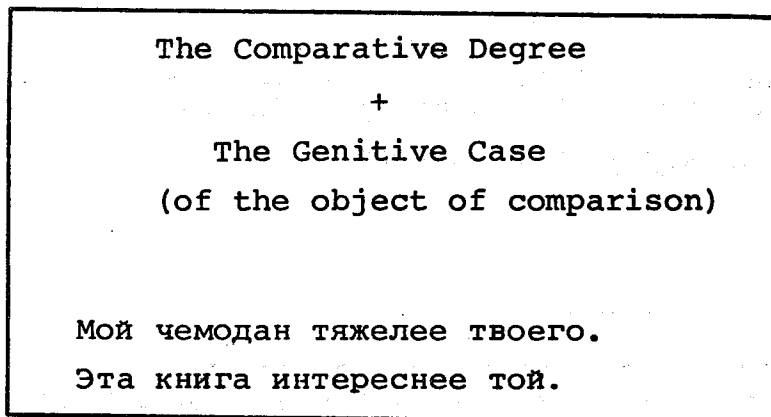 The Comparative Degree
+
The Genitive Case
(of the object of comparison)
Мой чемодан тяжелее твоего.
Эта книга интереснее той.